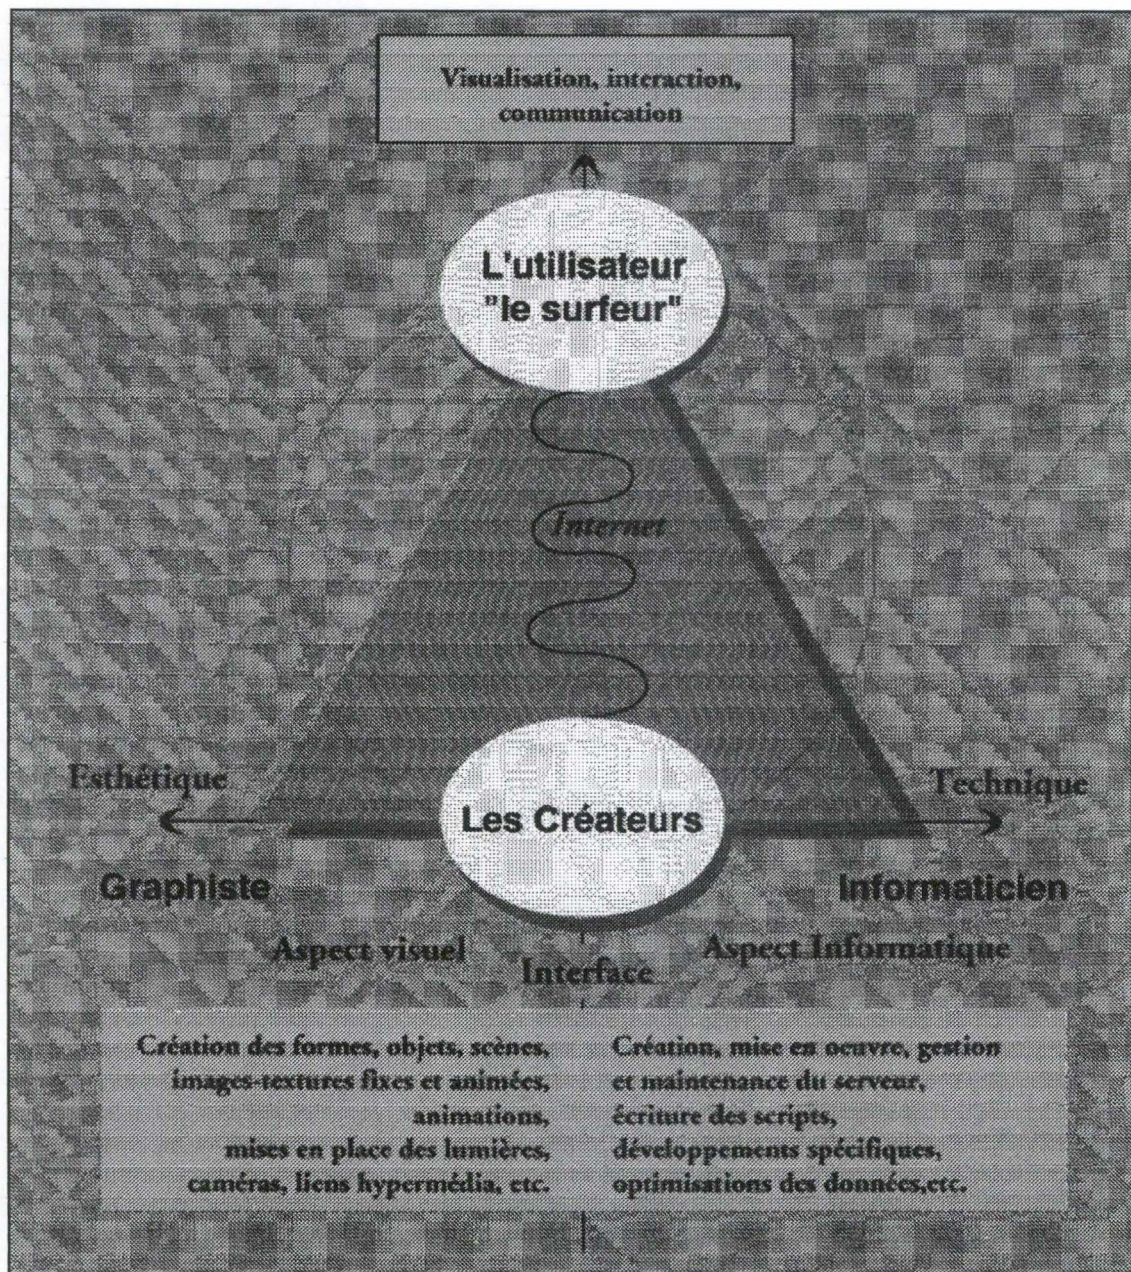 Visualisation, interaction,
communication
L'utilisateur
"le surfeur"
Internet
Esthétique
Technique
Les Créateurs
Graphiste
Informaticien
Aspect visuel
Aspect Informatique
Interface
Création des formes, objets, scènes,
images-textures fixes et animées,
animations,
mises en place des lumières,
caméras, liens hypermédia, etc.
Création, mise en oeuvre, gestion
et maintenance du serveur,
écriture des scripts,
développements spécifiques,
optimisations des données,etc.